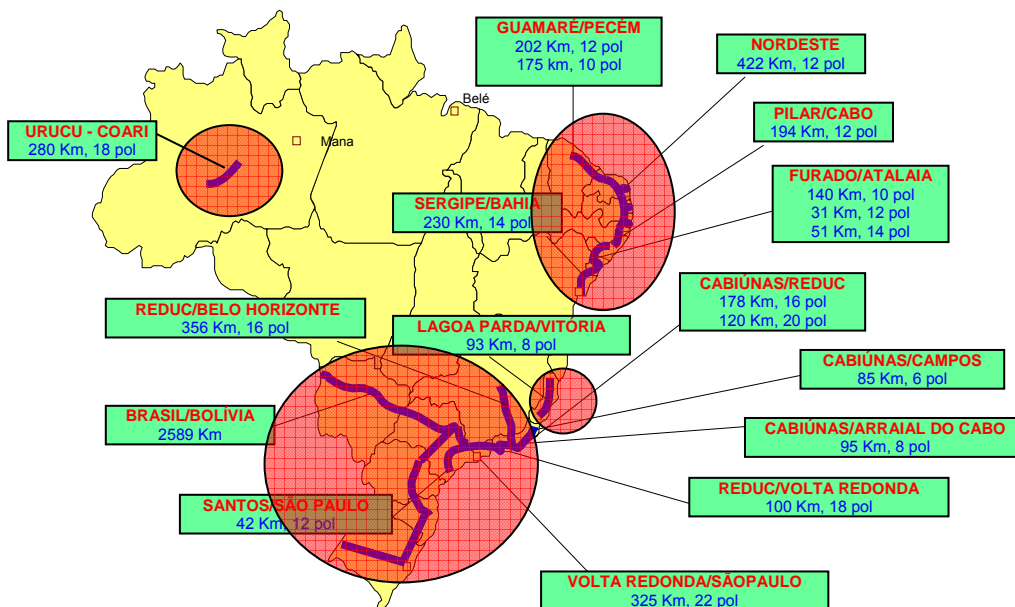 GUAMARÉ/PECÉM
202 Km, 12 pol
175 km, 10 pol
NORDESTE
422 Km, 12 pol
Belé
PILAR/CABO
194 Km, 12 pol
URUCU - COARI
280 Km, 18 pol
Mana
FURADO/ATALAIA
140 Km, 10 pol
31 Km, 12 pol
51 Km, 14 pol
SERGIPE/BAHIA
230 Km, 14 pol
CABIÚNAS/REDUC
178 Km, 16 pol
120 Km, 20 pol
REDUC/BELO HORIZONTE
356 Km, 16 pol
LAGOA PARDA/VITÓRIA
93 Km, 8 pol
CABIÚNAS/CAMPOS
85 Km, 6 pol
BRASIL/BOLÍVIA
2589 Km
CABIÚNAS/ARRAIAL DO CABO
95 Km, 8 pol
REDUC/VOLTA REDONDA
100 Km, 18 pol
SANTOS/SÃO PAULO
42 Km, 12 pol
VOLTA REDONDA/SÃOPAULO
325 Km, 22 pol